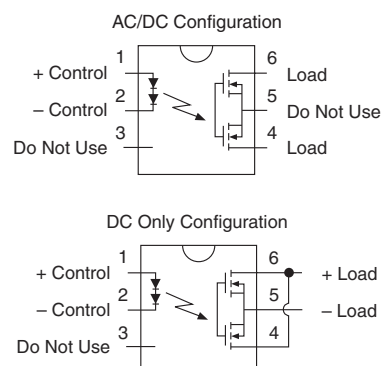 AC/DC Configuration
1 6
+ Control Load
2 5
– Control Do Not Use
3 4
Do Not Use Load
DC Only Configuration
1 6
+ Control + Load
2 5
– Control – Load
3 4
Do Not Use